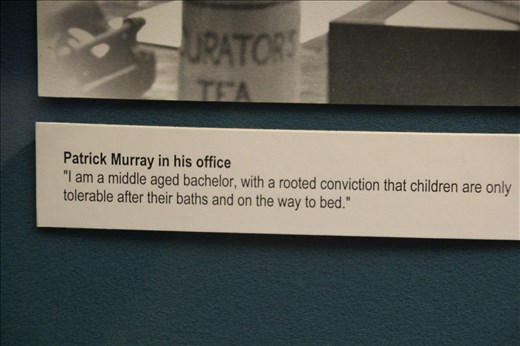 CURATOR'S
TEA
Patrick Murray in his office
"I am a middle aged bachelor, with a rooted conviction that children are only
tolerable after their baths and on the way to bed."